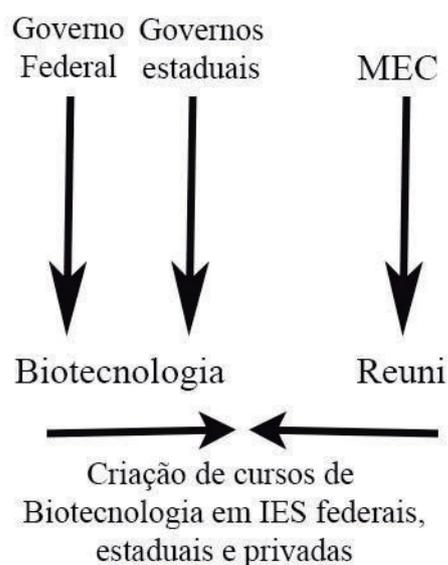 Governo
Federal
Governos
estaduais
MEC
Biotecnologia
Reuni
Criação de cursos de
Biotecnologia em IES federais,
estaduais e privadas